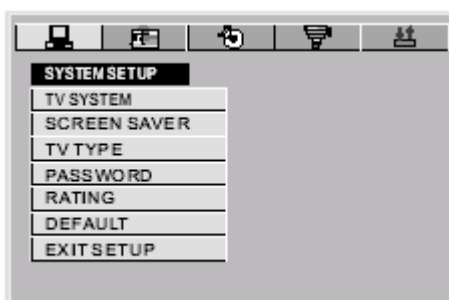 SYSTEM SETUP
TV SYSTEM
SCREEN SAVER
TV TYPE
PASSWORD
RATING
DEFAULT
EXIT SETUP